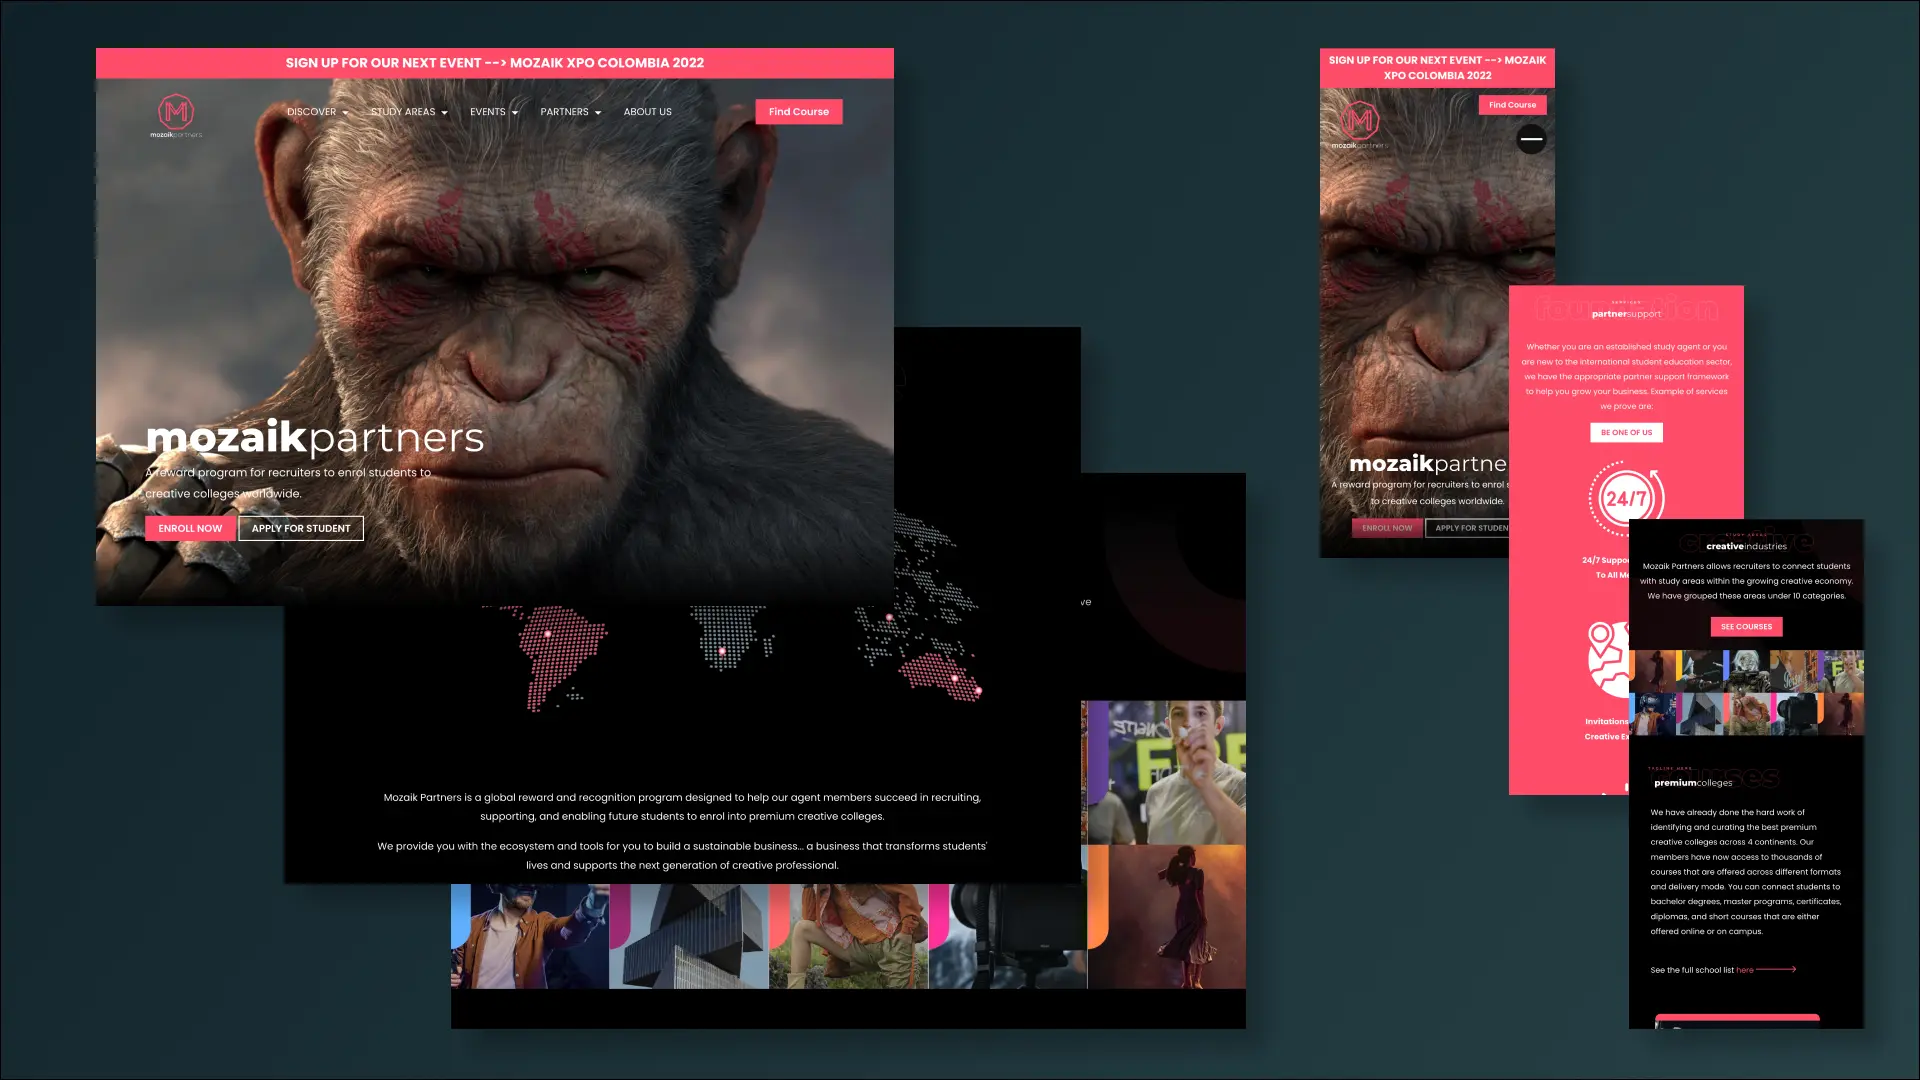 SIGN UP FOR OUR NEXT EVENT --> MOZAIK XPO COLOMBIA 2022
mozaikpartners
DISCOVER
STUDY AREAS
EVENTS
PARTNERS
ABOUT US
Find Course
mozaikpartners
A reward program for recruiters to enrol students to
creative colleges worldwide.
ENROLL NOW
APPLY FOR STUDENT
Mozaik Partners is a global reward and recognition program designed to help our agent members succeed in recruiting,
supporting, and enabling future students to enrol into premium creative colleges.
We provide you with the ecosystem and tools for you to build a sustainable business... a business that transforms students'
lives and supports the next generation of creative professional.
ve
SIGN UP FOR OUR NEXT EVENT --> MOZAIK
XPO COLOMBIA 2022
mozaikpartners
Find Course
mozaikpartne
A reward program for recruiters to enrol s
to creative colleges worldwide.
ENROLL NOW
APPLY FOR STUDEN
foundation
partnersupport
Whether you are an established study agent or you
are new to the international student education sector,
we have the appropriate partner support framework
to help you grow your business. Example of services
we prove are:
BE ONE OF US
24/7
24/7 Suppo
To All Me
Invitations
Creative Ex
creative
STUDY AREAS
creativeindustries
Mozaik Partners allows recruiters to connect students
with study areas within the growing creative economy.
We have grouped these areas under 10 categories.
SEE COURSES
TAGLINE HERE
courses
premiumcolleges
We have already done the hard work of
identifying and curating the best premium
creative colleges across 4 continents. Our
members have now access to thousands of
courses that are offered across different formats
and delivery mode. You can connect students to
bachelor degrees, master programs, certificates,
diplomas, and short courses that are either
offered online or on campus.
See the full school list here